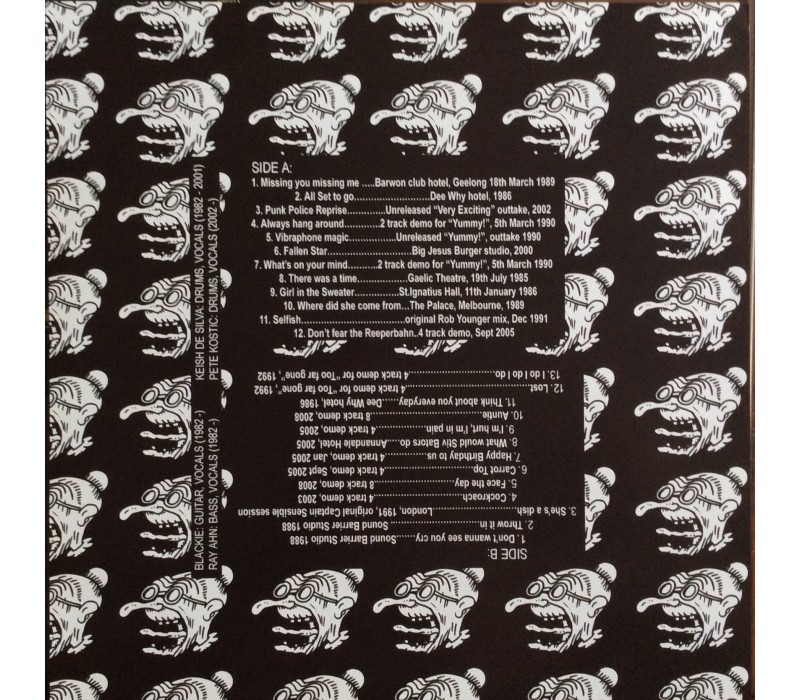 SIDE A:
1. Missing you missing me .....Barwon club hotel, Geelong 18th March 1989
2. All Set to go.........................Dee Why hotel, 1986
3. Punk Police Reprise.............Unreleased "Very Exciting" outtake, 2002
4. Always hang around..........2 track demo for "Yummy!", 5th March 1990
5. Vibraphone magic................Unreleased "Yummy!", outtake 1990
6. Fallen Star............................Big Jesus Burger studio, 2000
7. What's on your mind..........2 track demo for "Yummy!", 5th March 1990
8. There was a time..........................Gaelic Theatre, 19th July 1985
9. Girl in the Sweater..................St.Ignatius Hall, 11th January 1986
10. Where did she come from...The Palace, Melbourne, 1989
11. Selfish...................................original Rob Younger mix, Dec 1991
12. Don't fear the Reeperbahn..4 track demo, Sept 2005
SIDE B:
1. Don't wanna see you cry.......Sound Barrier Studio 1988
2. Throw it in............................... Sound Barrier Studio 1988
3. She's a dish............................London, 1991, original Captain Sensible session
4. Cockroach...............................4 track demo, 2003
5. Face the day...........................8 track demo, 2008
6. Carrot Top...............................4 track demo, Sept 2005
7. Happy Birthday to us................4 track demo, Jan 2005
8. What would Stiv Bators do......Annandale Hotel, 2005
9. I'm hurt, I'm in pain..................4 track demo, 2005
10. Auntie.....................................8 track demo, 2008
11. Think about you everyday......Dee Why hotel, 1986
12. Lost.......................................4 track demo for "Too far gone", 1992
13. I do I do I do...........................4 track demo for "Too far gone", 1992
BLACKIE: GUITAR, VOCALS (1982 -) KEISH DE SILVA: DRUMS, VOCALS (1982 - 2001)
RAY AHN: BASS, VOCALS (1982 -) PETE KOSTIC: DRUMS, VOCALS (2002 -)